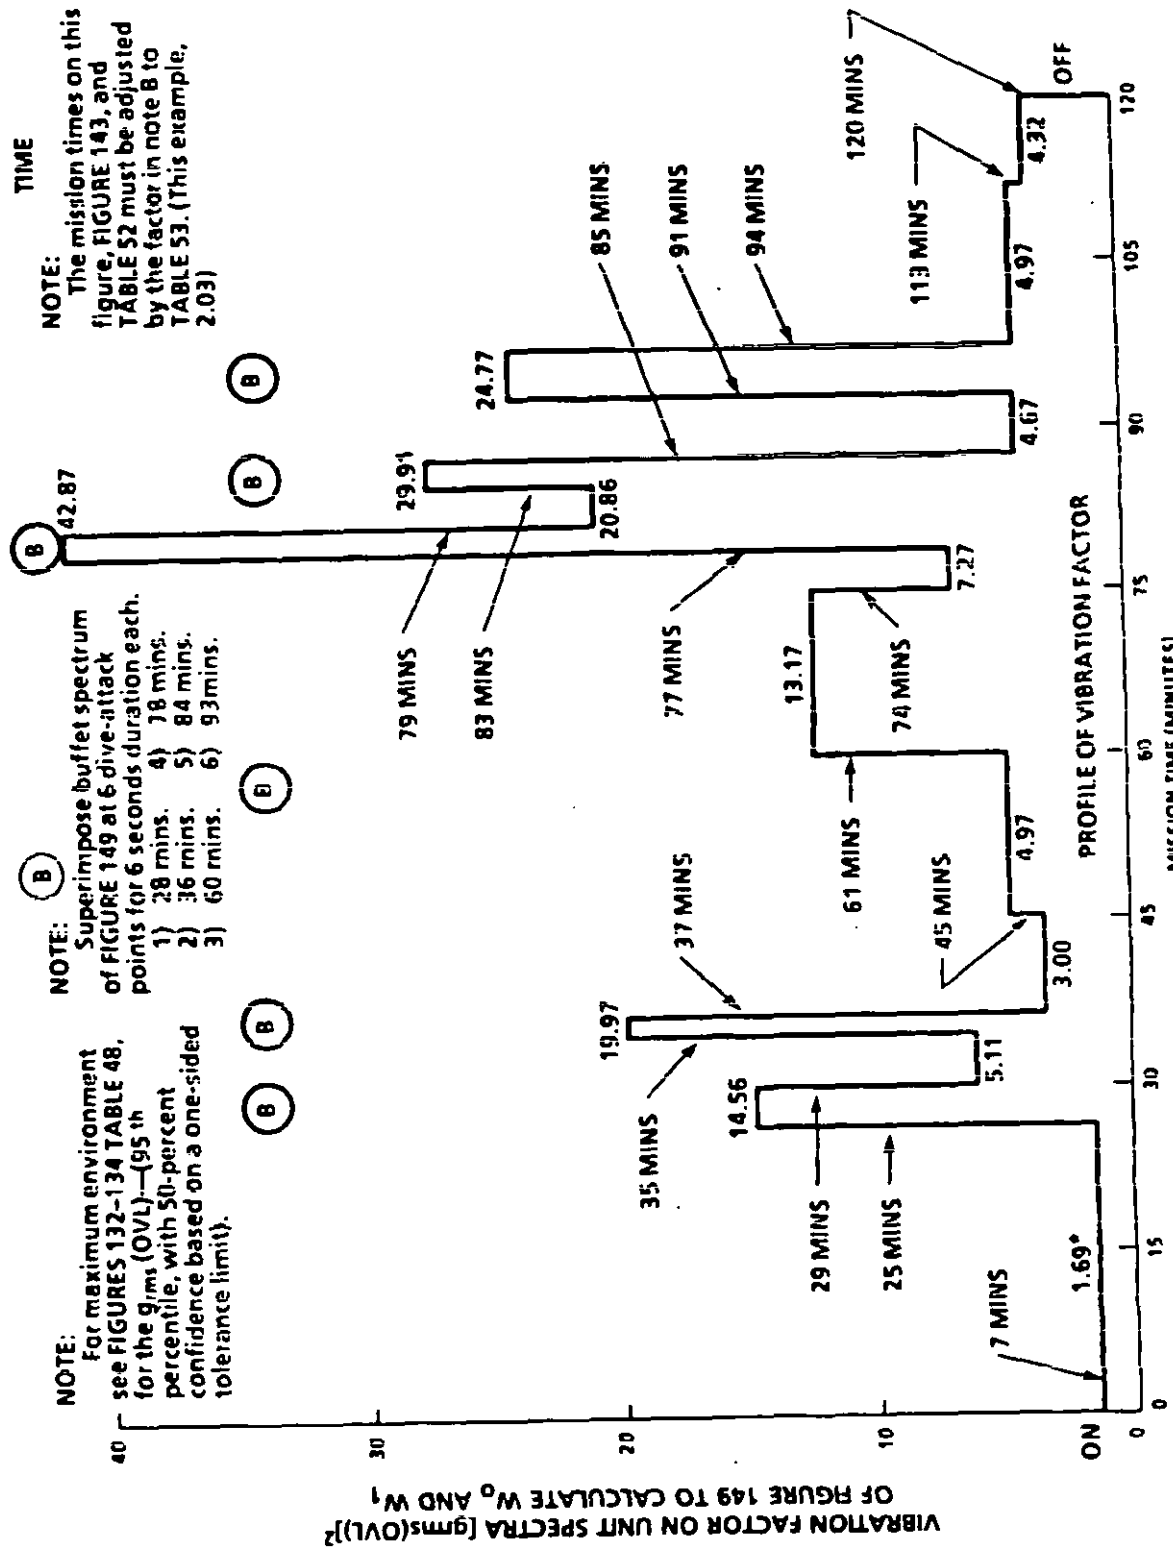 NOTE:
For maximum environment
see FIGURES 132-134 TABLE 48,
for the grms (OVL)—(95 th
percentile, with 50-percent
confidence based on a one-sided
tolerance limit).
NOTE: B
Superimpose buffet spectrum
of FIGURE 149 at 6 dive-attack
points for 6 seconds duration each.
1) 28 mins. 4) 78 mins.
2) 36 mins. 5) 84 mins.
3) 60 mins. 6) 93mins.
TIME
NOTE:
The mission times on this
figure, FIGURE 143, and
TABLE 52 must be adjusted
by the factor in note B to
TABLE 53. (This example,
2.03)
B
B
B
B
B
B
VIBRATION FACTOR ON UNIT SPECTRA [grms(OVL)]2
OF FIGURE 149 TO CALCULATE Wo AND W1
40
30
20
10
ON
0
7 MINS
1.69*
25 MINS
29 MINS
14.56
5.11
35 MINS
19.97
37 MINS
3.00
45 MINS
4.97
61 MINS
13.17
74 MINS
7.27
77 MINS
42.87
79 MINS
20.86
83 MINS
29.91
85 MINS
4.67
91 MINS
24.77
94 MINS
4.97
113 MINS
4.32
120 MINS
OFF
0
15
30
45
60
75
90
105
120
PROFILE OF VIBRATION FACTOR
MISSION TIME (MINUTES)